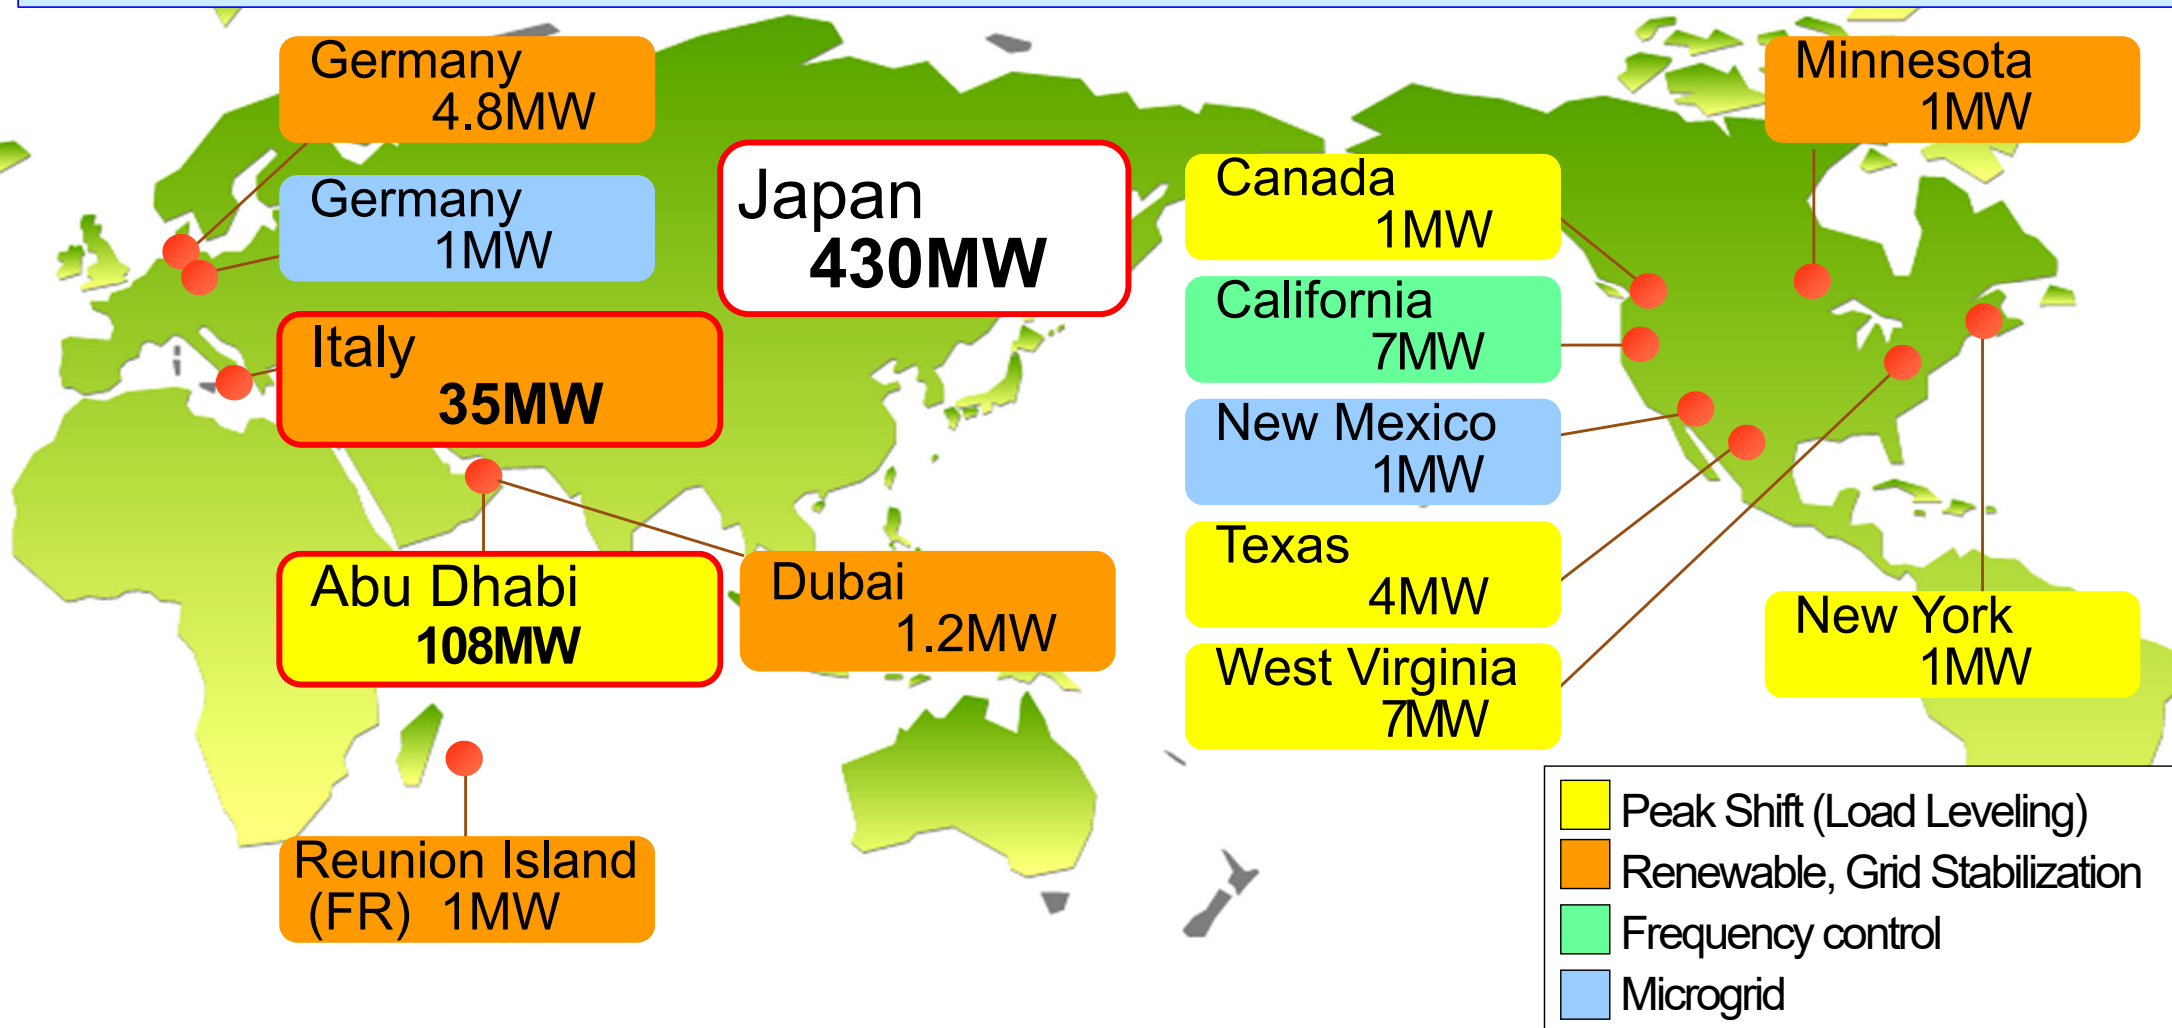 Germany
4.8MW
Germany
1MW
Italy
35MW
Abu Dhabi
108MW
Dubai
1.2MW
Reunion Island
(FR) 1MW
Japan
430MW
Canada
1MW
California
7MW
New Mexico
1MW
Texas
4MW
West Virginia
7MW
Minnesota
1MW
New York
1MW
Peak Shift (Load Leveling)
Renewable, Grid Stabilization
Frequency control
Microgrid